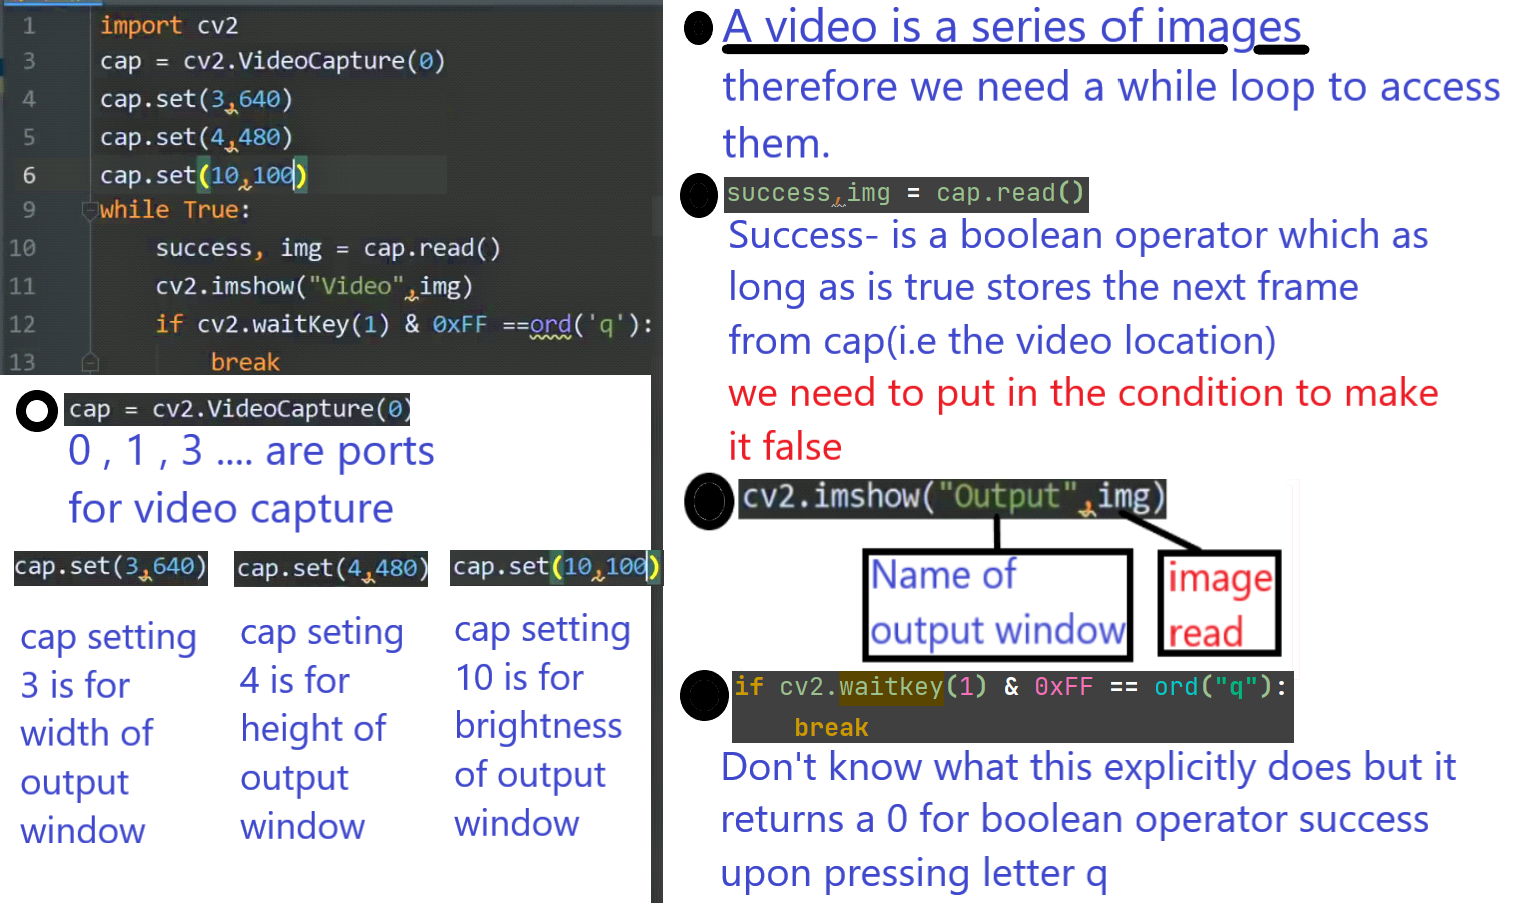 1 import cv2
3 cap = cv2.VideoCapture(0)
4 cap.set(3,640)
5 cap.set(4,480)
6 cap.set(10,100)
9 while True:
10 success, img = cap.read()
11 cv2.imshow("Video",img)
12 if cv2.waitKey(1) & 0xFF ==ord('q'):
13 break
cap = cv2.VideoCapture(0)
0 , 1 , 3 .... are ports
for video capture
cap.set(3,640)
cap setting
3 is for
width of
output
window
cap.set(4,480)
cap seting
4 is for
height of
output
window
cap.set(10,100)
cap setting
10 is for
brightness
of output
window
A video is a series of images
therefore we need a while loop to access
them.
success,img = cap.read()
Success- is a boolean operator which as
long as is true stores the next frame
from cap(i.e the video location)
we need to put in the condition to make
it false
cv2.imshow("Output",img)
Name of
output window
image
read
if cv2.waitkey(1) & 0xFF == ord("q"):
break
Don't know what this explicitly does but it
returns a 0 for boolean operator success
upon pressing letter q